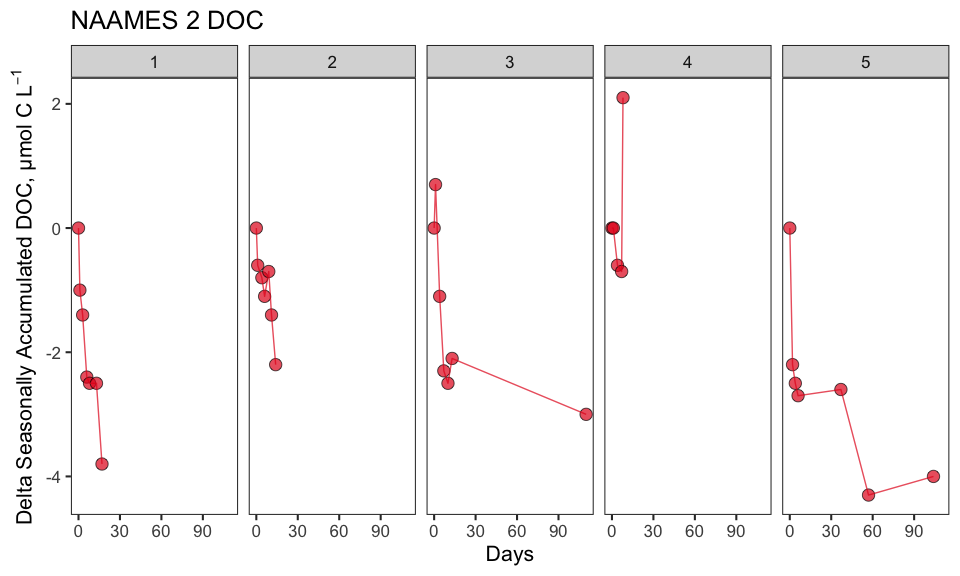 NAAMES 2 DOC
1 2 3 4 5
Delta Seasonally Accumulated DOC, μmol C L⁻¹
2
0
-2
-4
0 30 60 90 0 30 60 90 0 30 60 90 0 30 60 90 0 30 60 90
Days